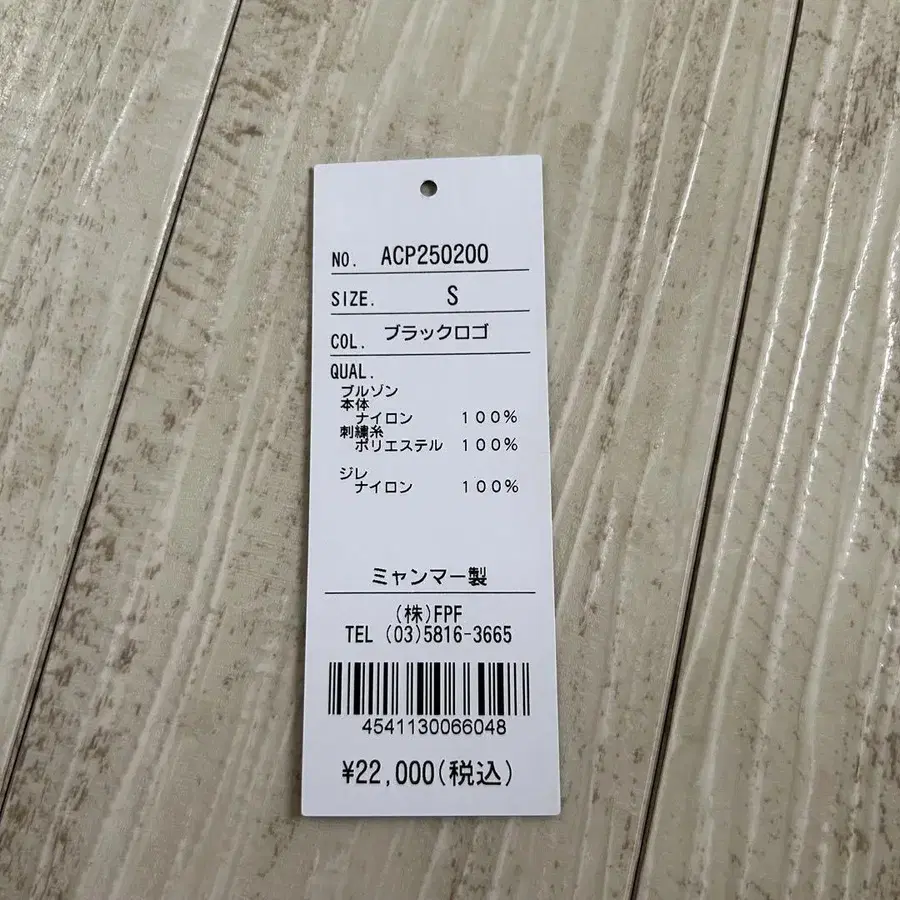 NO. ACP250200
SIZE. S
COL. ブラックロゴ
QUAL.
ブルゾン
本体
ナイロン 100%
刺繍糸
ポリエステル 100%
ジレ
ナイロン 100%
ミャンマー製
(株)FPF
TEL (03)5816-3665
4541130066048
¥22,000(税込)